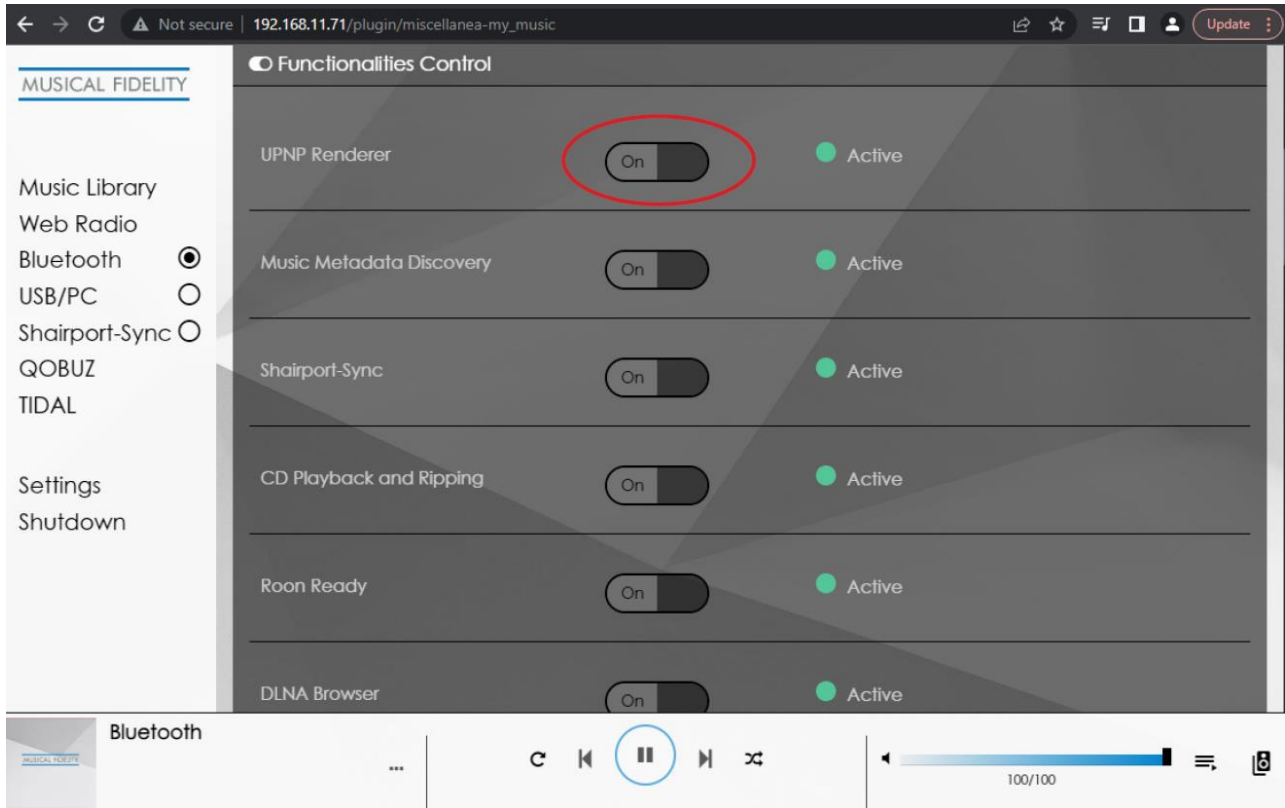 Not secure | 192.168.11.71/plugin/miscellanea-my_music
Update
MUSICAL FIDELITY
Functionalities Control
Music Library
Web Radio
Bluetooth
USB/PC
Shairport-Sync
QOBUZ
TIDAL
Settings
Shutdown
UPNP Renderer On Active
Music Metadata Discovery On Active
Shairport-Sync On Active
CD Playback and Ripping On Active
Roon Ready On Active
DLNA Browser On Active
MUSICAL FIDELITY
Bluetooth
...
100/100